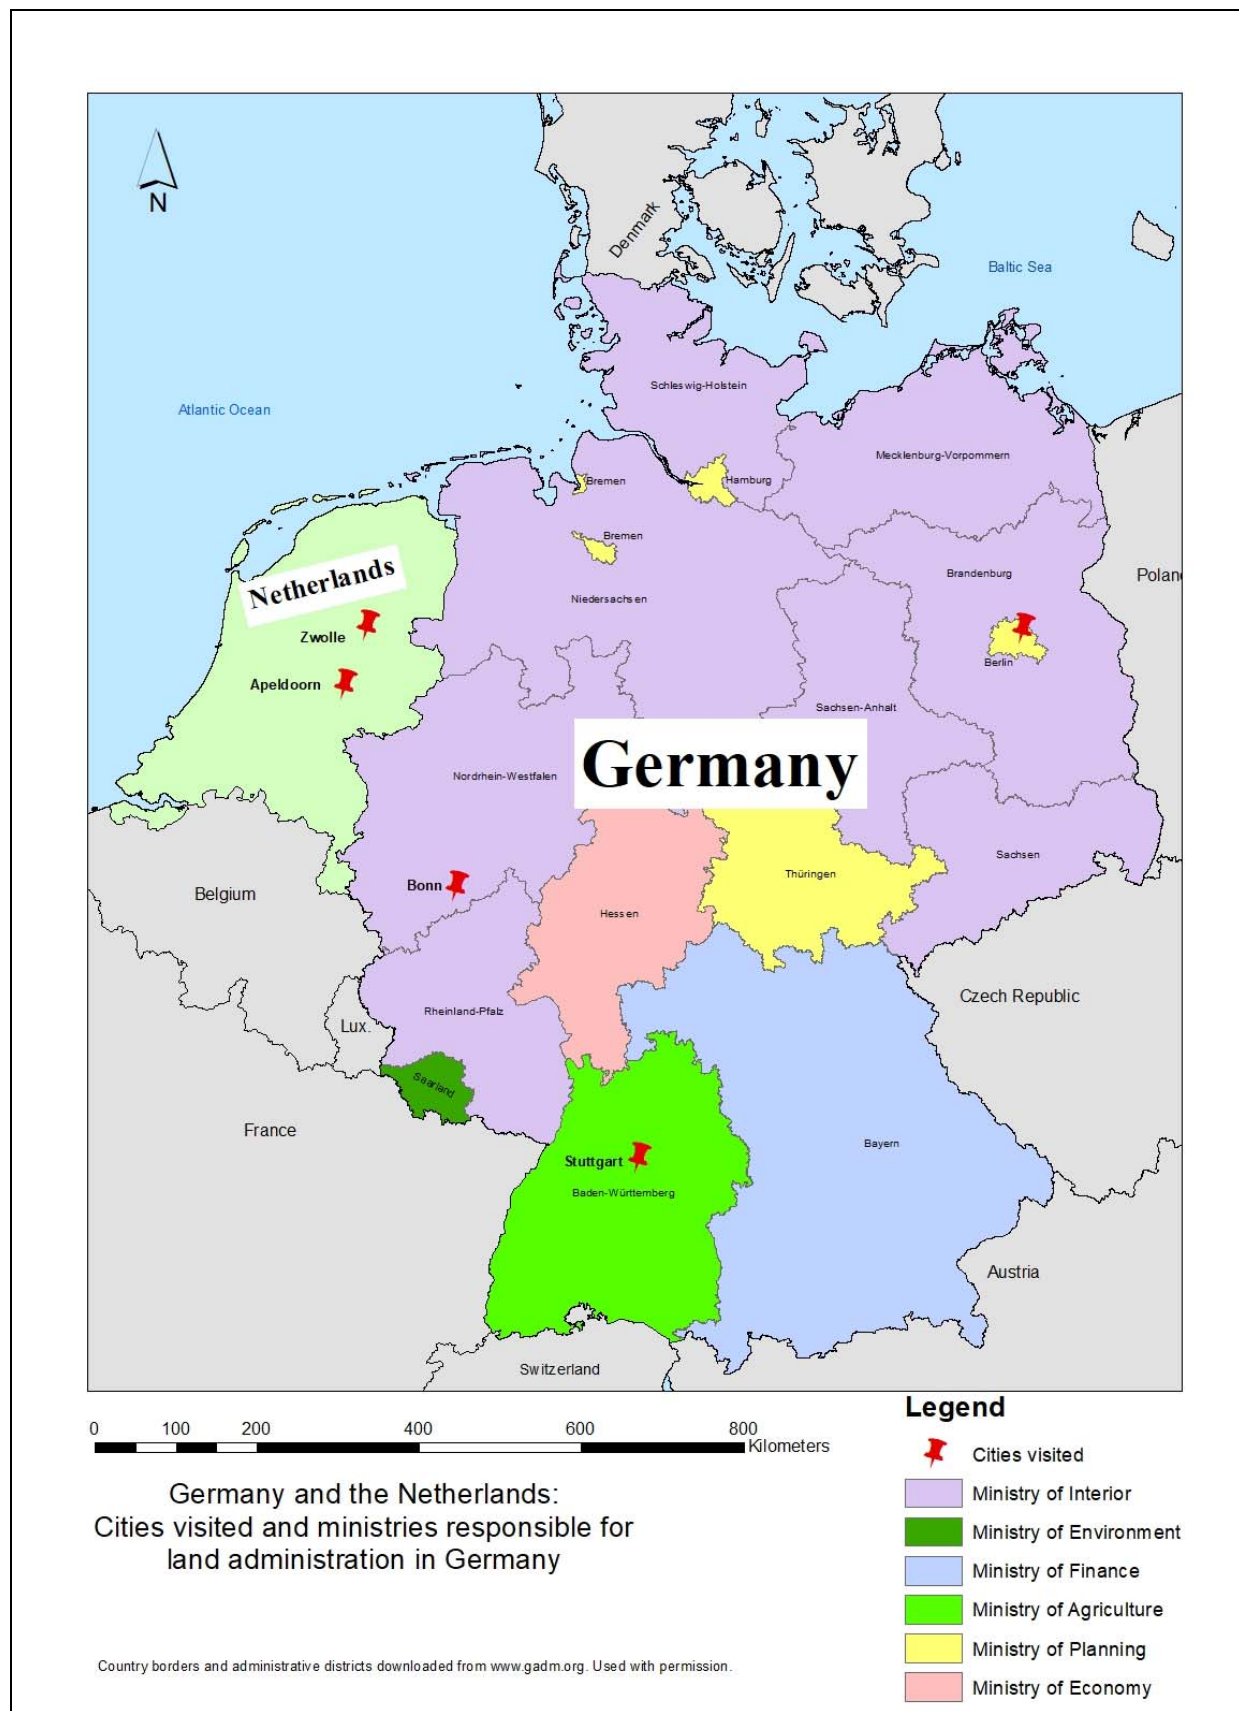 N
Denmark
Baltic Sea
Atlantic Ocean
Schleswig-Holstein
Mecklenburg-Vorpommern
Bremen
Hamburg
Bremen
Netherlands
Niedersachsen
Brandenburg
Poland
Zwolle
Berlin
Apeldoorn
Sachsen-Anhalt
Germany
Nordrhein-Westfalen
Sachsen
Thüringen
Bonn
Belgium
Hessen
Czech Republic
Rheinland-Pfalz
Lux.
Saarland
France
Bayern
Stuttgart
Baden-Württemberg
Austria
Switzerland
0 100 200 400 600 800
Kilometers
Germany and the Netherlands:
Cities visited and ministries responsible for
land administration in Germany
Country borders and administrative districts downloaded from www.gadm.org. Used with permission.
Legend
Cities visited
Ministry of Interior
Ministry of Environment
Ministry of Finance
Ministry of Agriculture
Ministry of Planning
Ministry of Economy